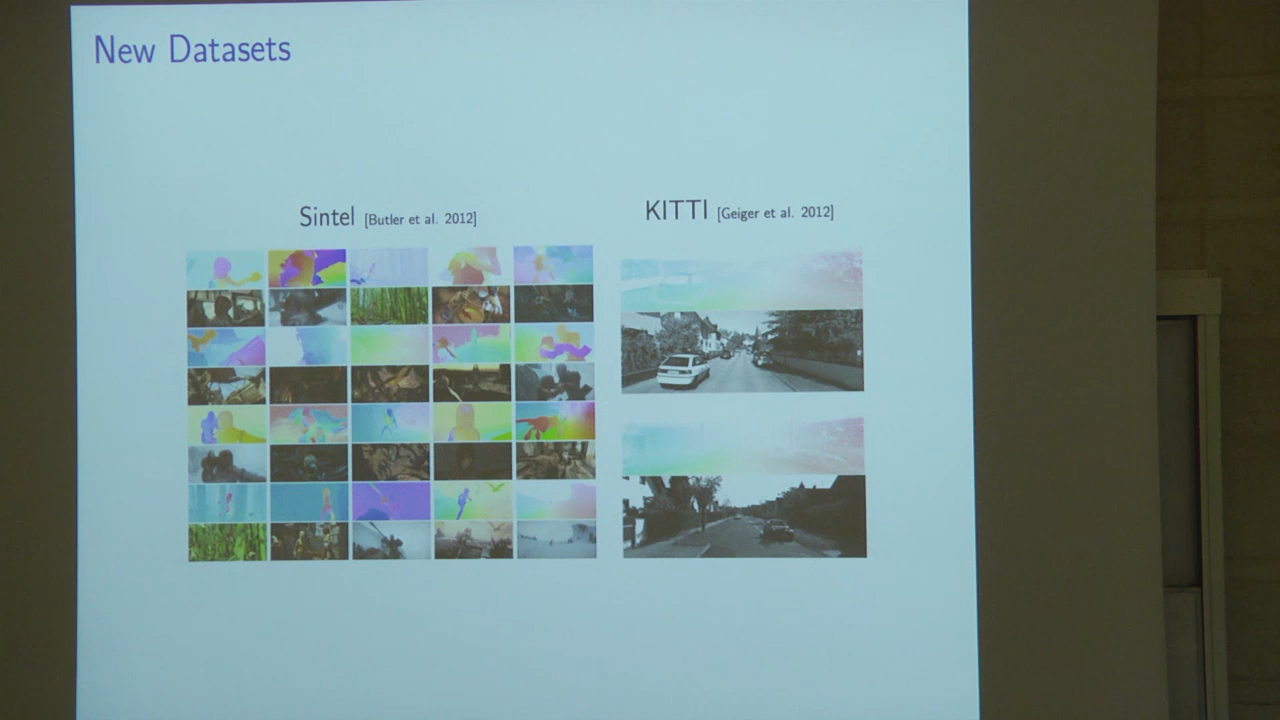 New Datasets
Sintel [Butler et al. 2012]
KITTI [Geiger et al. 2012]